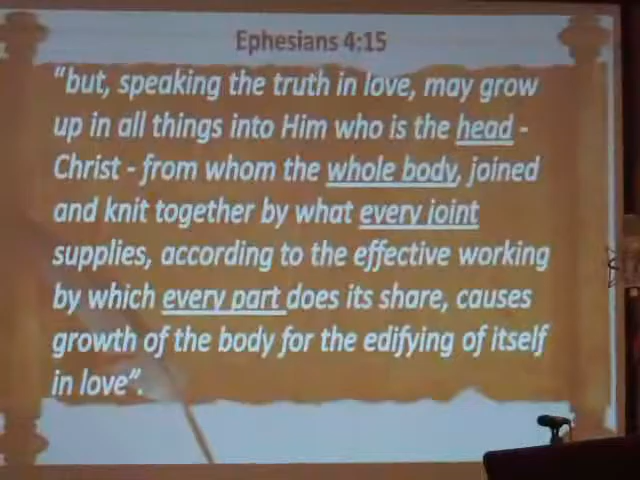 Ephesians 4:15
"but, speaking the truth in love, may grow
up in all things into Him who is the head -
Christ - from whom the whole body, joined
and knit together by what every joint
supplies, according to the effective working
by which every part does its share, causes
growth of the body for the edifying of itself
in love".